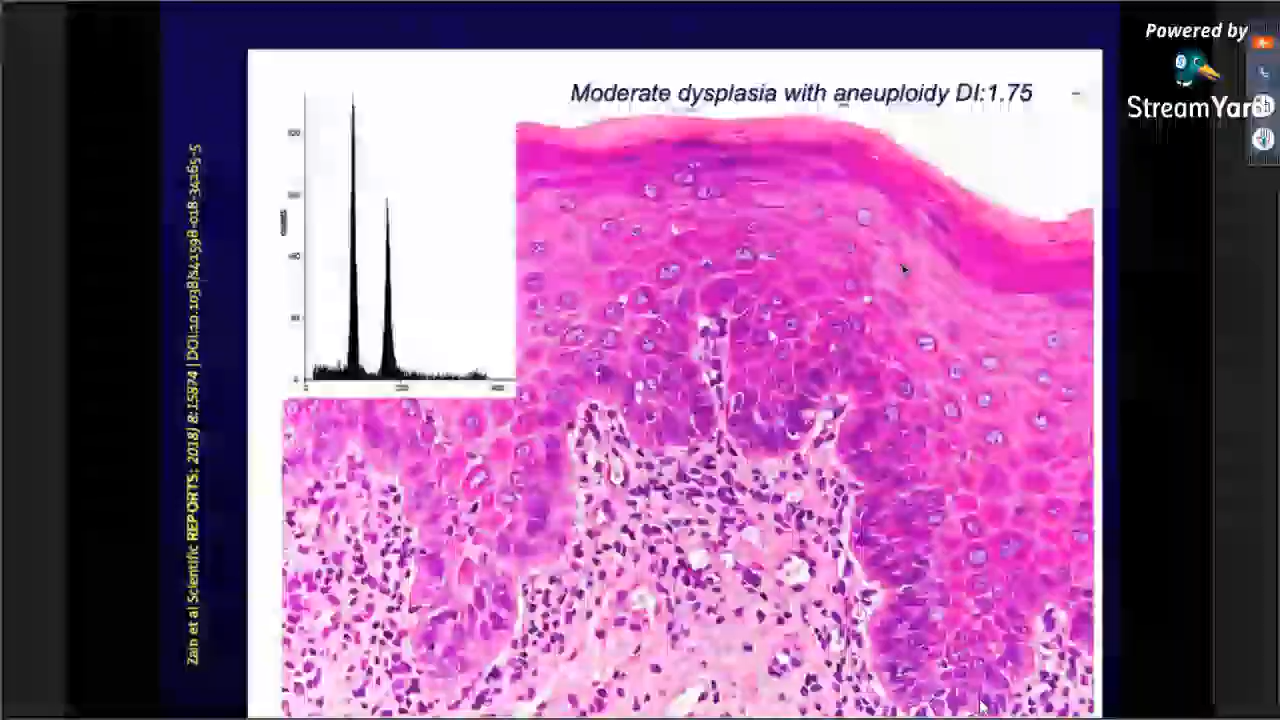 Powered by
StreamYard
Moderate dysplasia with aneuploidy DI:1.75
Zain et al Scientific REPORTS: 2018) 8:15874 | DOI:10.1038/s41598-018-34165-5